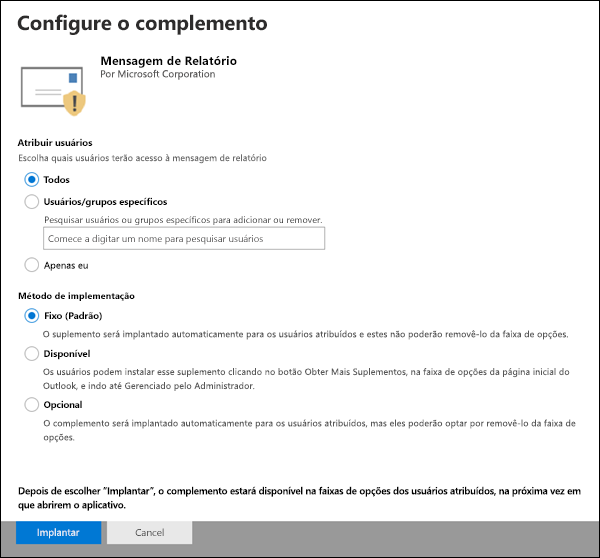 Configure o complemento
Mensagem de Relatório
Por Microsoft Corporation
Atribuir usuários
Escolha quais usuários terão acesso à mensagem de relatório
Todos
Usuários/grupos específicos
Pesquisar usuários ou grupos específicos para adicionar ou remover.
Comece a digitar um nome para pesquisar usuários
Apenas eu
Método de implementação
Fixo (Padrão)
O suplemento será implantado automaticamente para os usuários atribuídos e estes não poderão removê-lo da faixa de opções.
Disponível
Os usuários podem instalar esse suplemento clicando no botão Obter Mais Suplementos, na faixa de opções da página inicial do
Outlook, e indo até Gerenciado pelo Administrador.
Opcional
O complemento será implantado automaticamente para os usuários atribuídos, mas eles poderão optar por removê-lo da faixa de
opções.
Depois de escolher “Implantar”, o complemento estará disponível na faixas de opções dos usuários atribuídos, na próxima vez em
que abrirem o aplicativo.
Implantar
Cancel